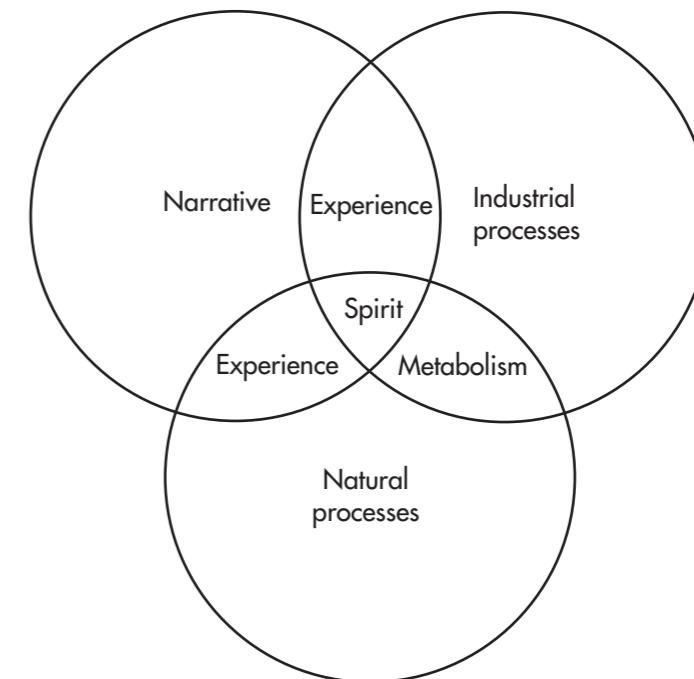 Narrative
Experience
Industrial
processes
Spirit
Experience
Metabolism
Natural
processes